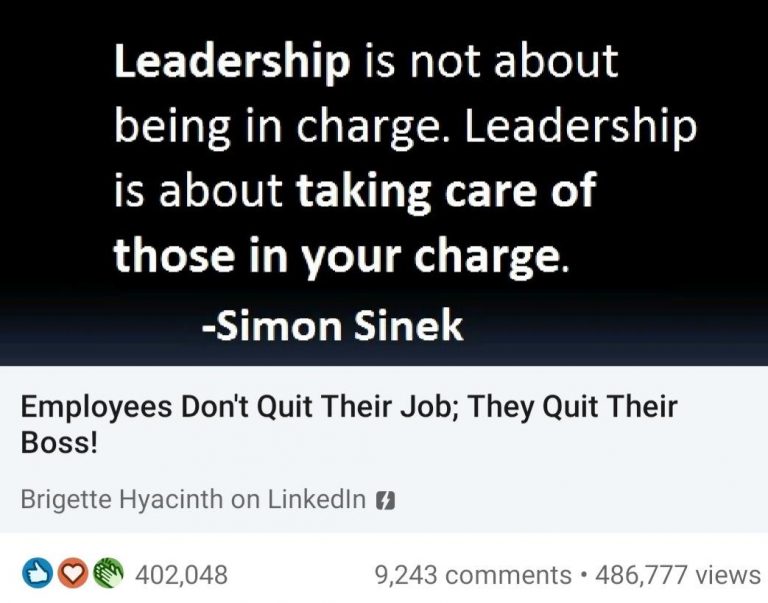 Leadership is not about
being in charge. Leadership
is about taking care of
those in your charge.
-Simon Sinek
Employees Don't Quit Their Job; They Quit Their
Boss!
Brigette Hyacinth on LinkedIn
402,048
9,243 comments • 486,777 views